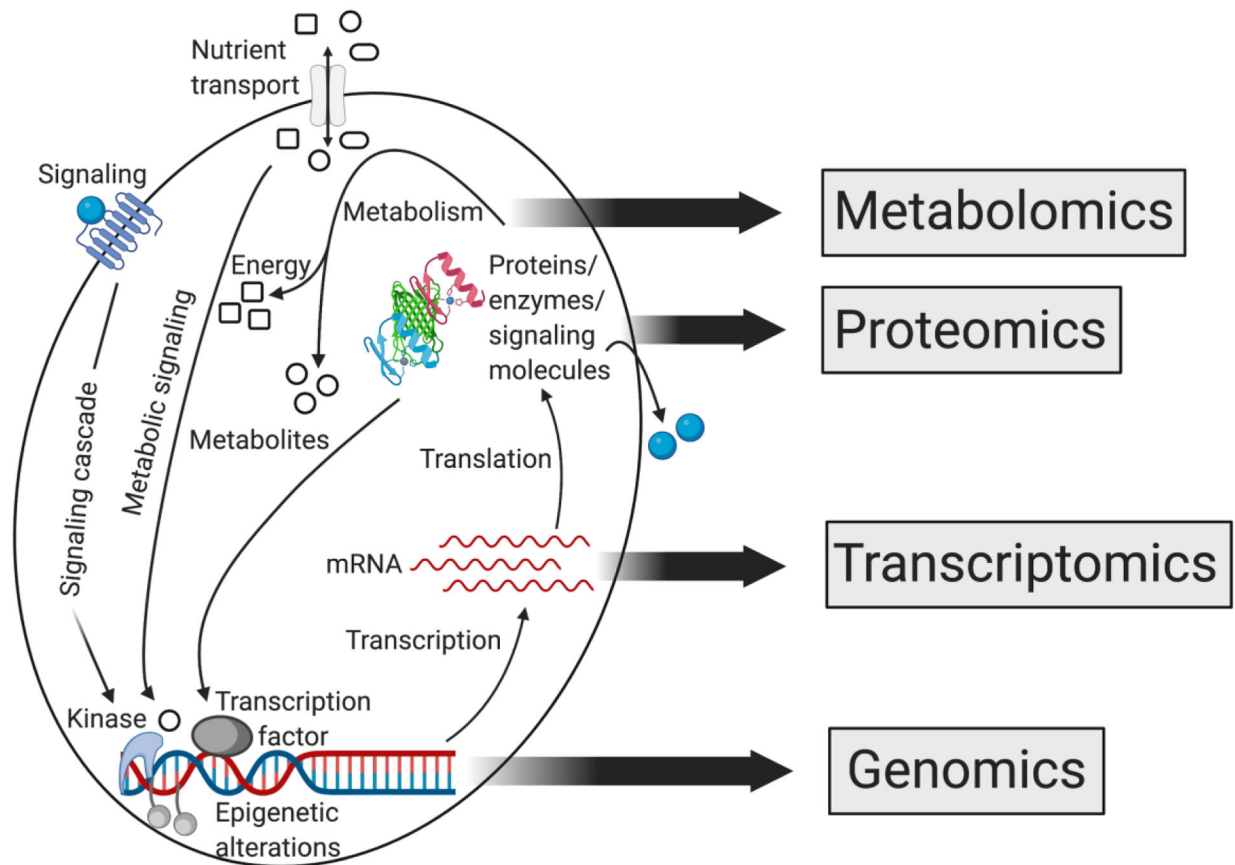 Nutrient
transport
Signaling
Metabolism
Energy
Metabolic signaling
Signaling cascade
Metabolites
Proteins/
enzymes/
signaling
molecules
Translation
mRNA
Transcription
Kinase
Transcription
factor
Epigenetic
alterations
Metabolomics
Proteomics
Transcriptomics
Genomics